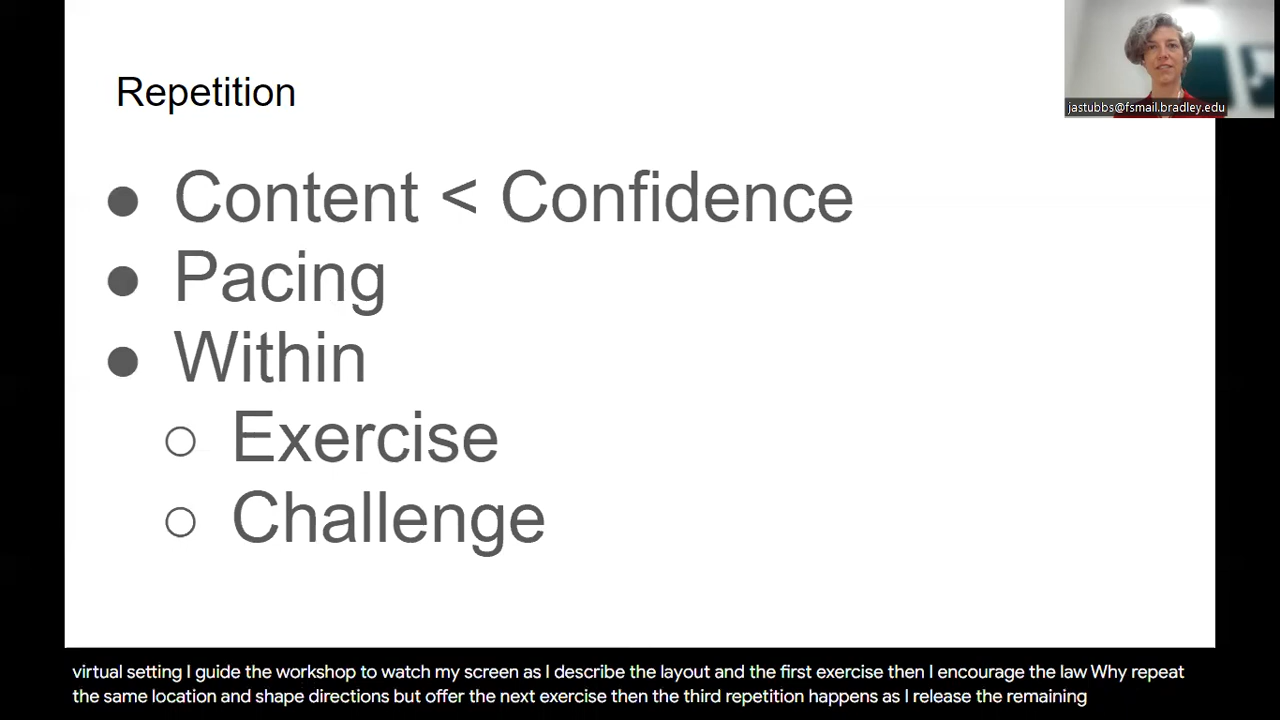 Repetition
jastubbs@fsmail.bradley.edu
● Content < Confidence
● Pacing
● Within
○ Exercise
○ Challenge
virtual setting I guide the workshop to watch my screen as I describe the layout and the first exercise then I encourage the law Why repeat
the same location and shape directions but offer the next exercise then the third repetition happens as I release the remaining